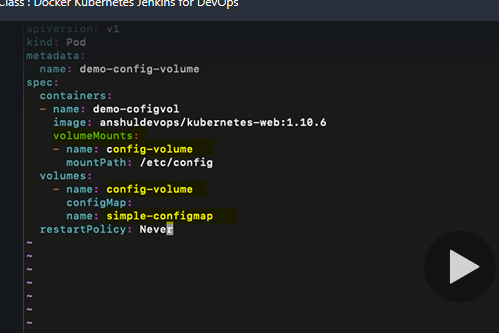 Class : Docker Kubernetes Jenkins for DevOps
apiVersion: v1
kind: Pod
metadata:
  name: demo-config-volume
spec:
  containers:
  - name: demo-cofigvol
    image: anshuldevops/kubernetes-web:1.10.6
    volumeMounts:
    - name: config-volume
      mountPath: /etc/config
  volumes:
    - name: config-volume
      configMap:
      name: simple-configmap
  restartPolicy: Never
~
~
~
~
~
~
~